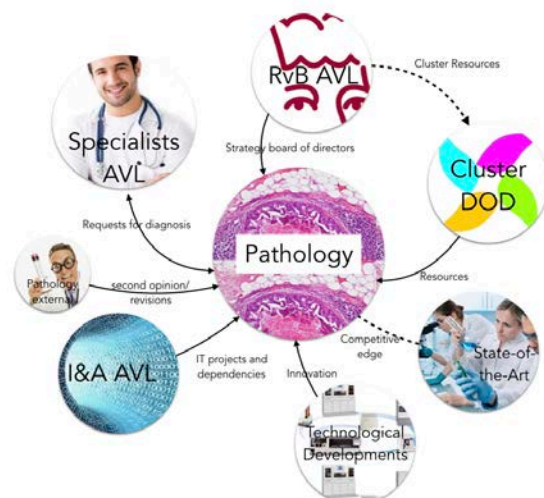 RvB AVL
Cluster Resources
Specialists
AVL
Strategy board of directors
Cluster
DOD
Requests for diagnosis
Pathology
Pathology
external
second opinion/
revisions
Resources
I&A AVL
IT projects and
dependencies
Competitive
edge
State-of
-the-Art
Innovation
Technological
Developments